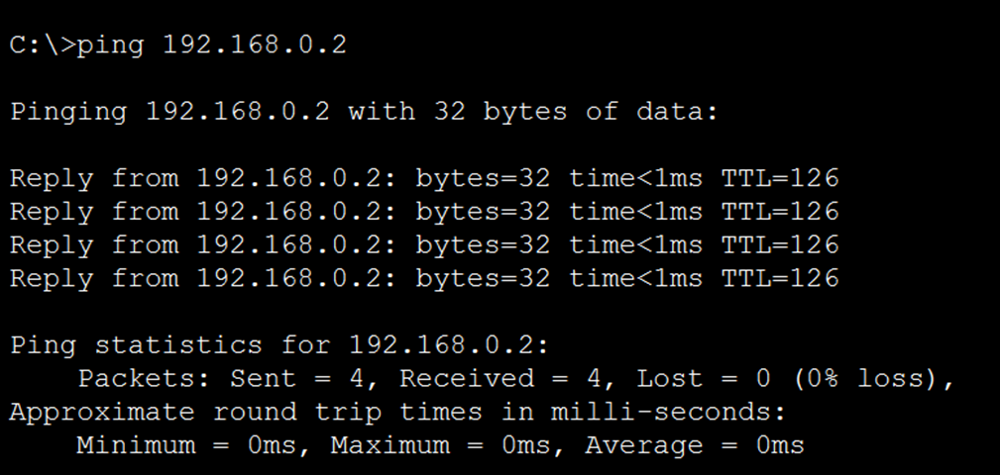 C:\>ping 192.168.0.2
Pinging 192.168.0.2 with 32 bytes of data:
Reply from 192.168.0.2: bytes=32 time<1ms TTL=126
Reply from 192.168.0.2: bytes=32 time<1ms TTL=126
Reply from 192.168.0.2: bytes=32 time<1ms TTL=126
Reply from 192.168.0.2: bytes=32 time<1ms TTL=126
Ping statistics for 192.168.0.2:
    Packets: Sent = 4, Received = 4, Lost = 0 (0% loss),
Approximate round trip times in milli-seconds:
    Minimum = 0ms, Maximum = 0ms, Average = 0ms